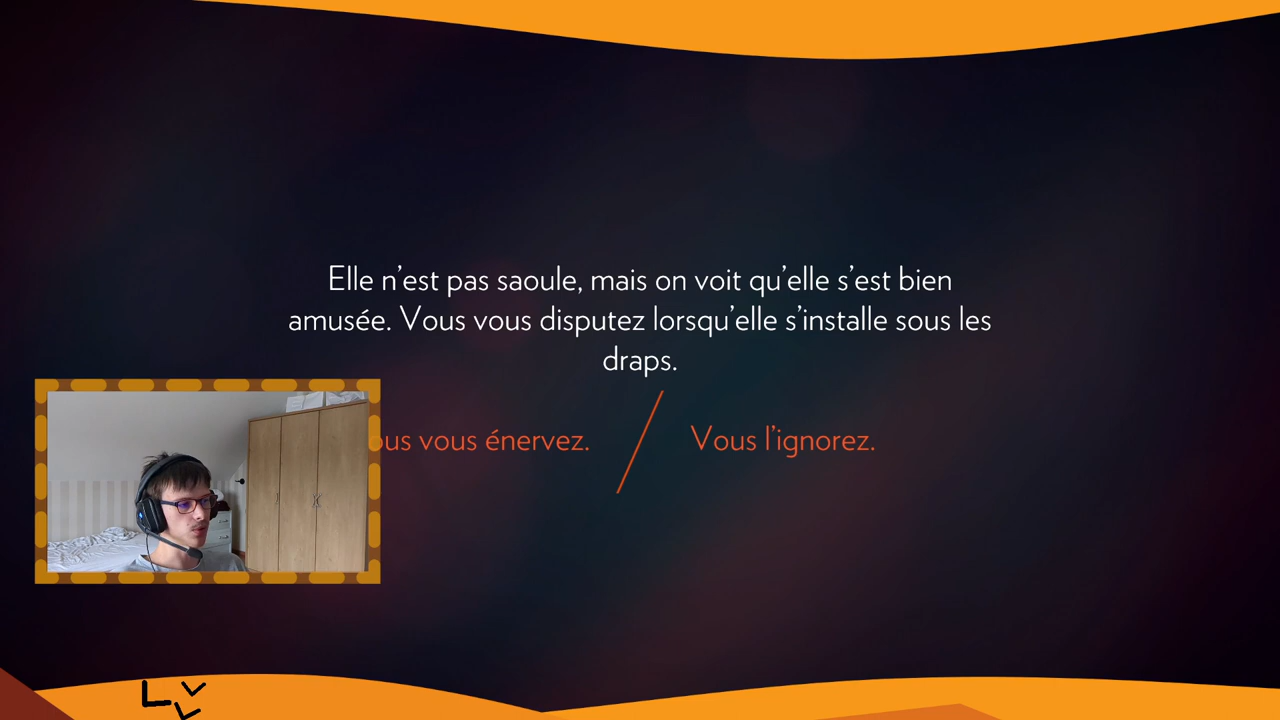 Elle n'est pas saoule, mais on voit qu'elle s'est bien
amusée. Vous vous disputez lorsqu'elle s'installe sous les
draps.
ous vous énervez. Vous l'ignorez.